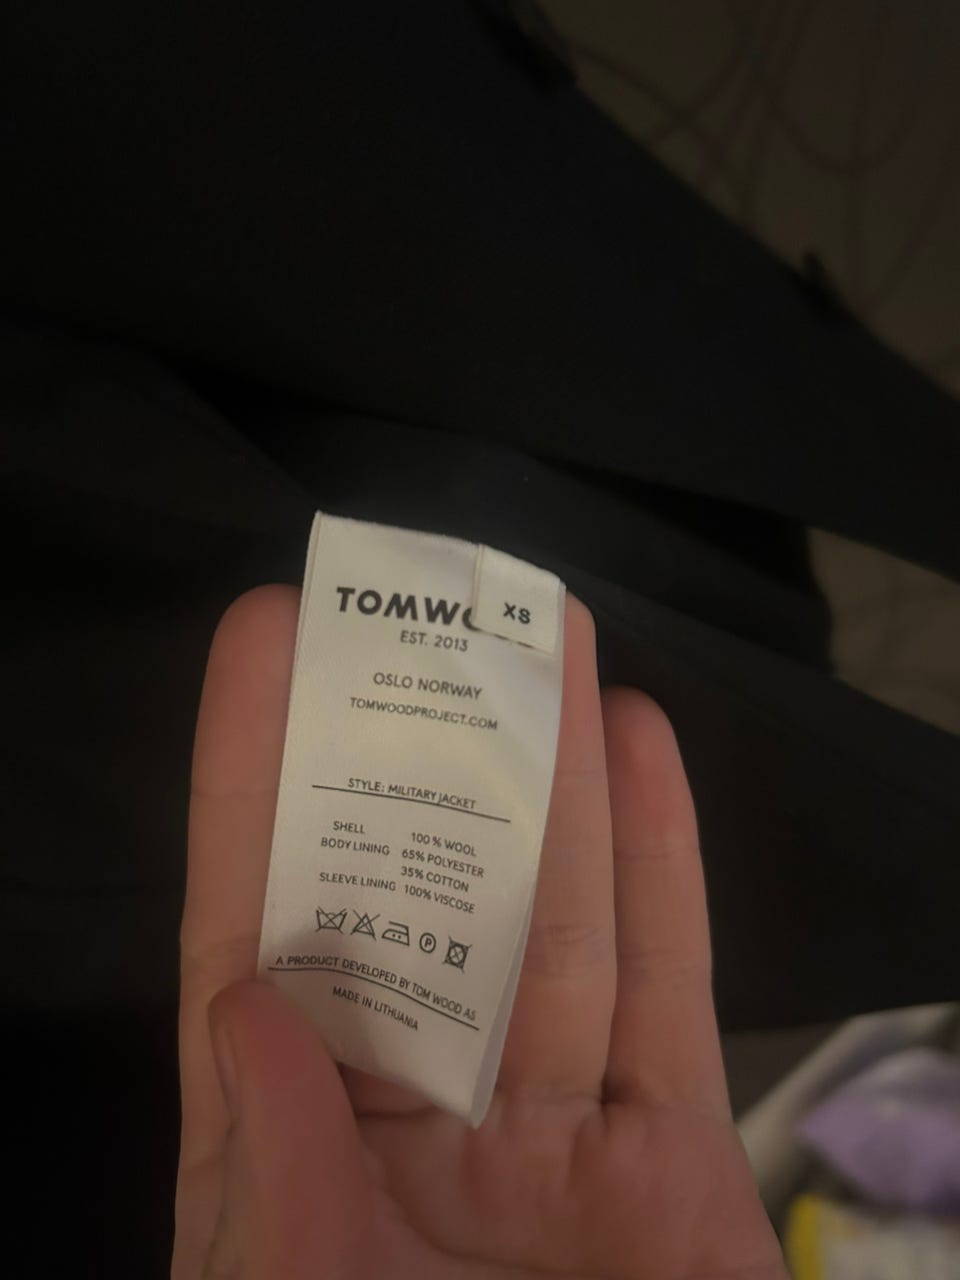 TOMWO
XS
EST. 2013
OSLO NORWAY
TOMWOODPROJECT.COM
STYLE: MILITARY JACKET
SHELL 100 % WOOL
BODY LINING 65% POLYESTER
35% COTTON
SLEEVE LINING 100% VISCOSE
P
A PRODUCT DEVELOPED BY TOM WOOD AS
MADE IN LITHUANIA